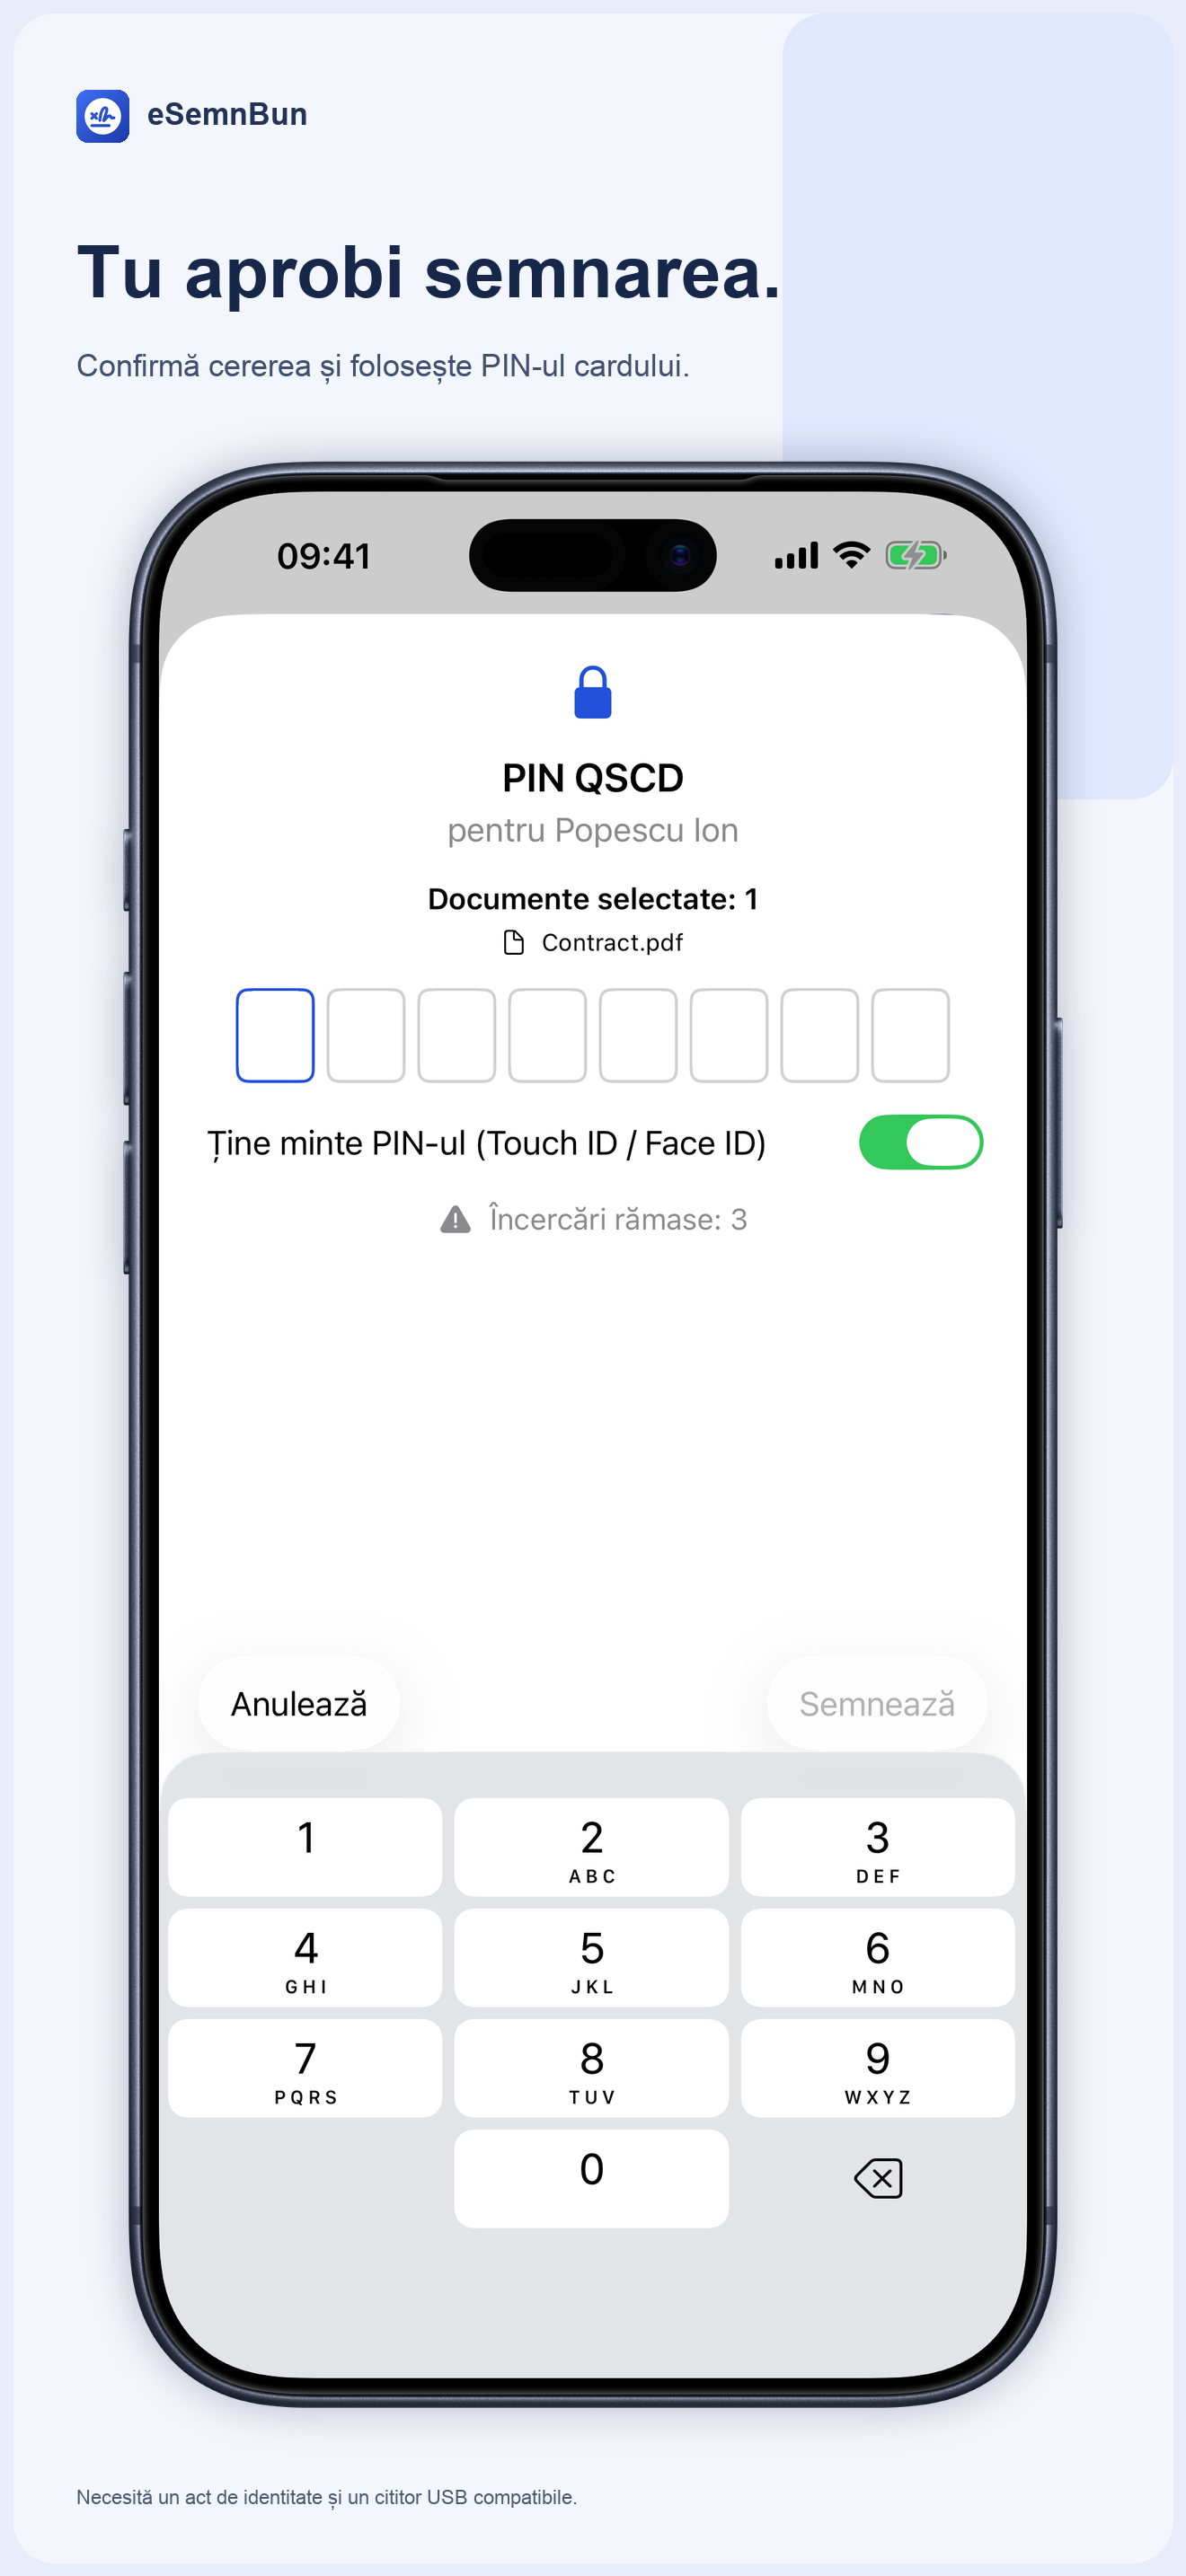 eSemnBun
Tu aprobi semnarea.
Confirmă cererea și folosește PIN-ul cardului.
09:41
PIN QSCD
pentru Popescu Ion
Documente selectate: 1
Contract.pdf
Ține minte PIN-ul (Touch ID / Face ID)
Încercări rămase: 3
Anulează
Semnează
1
2
ABC
3
DEF
4
GHI
5
JKL
6
MNO
7
PQRS
8
TUV
9
WXYZ
0
Necesită un act de identitate și un cititor USB compatibile.